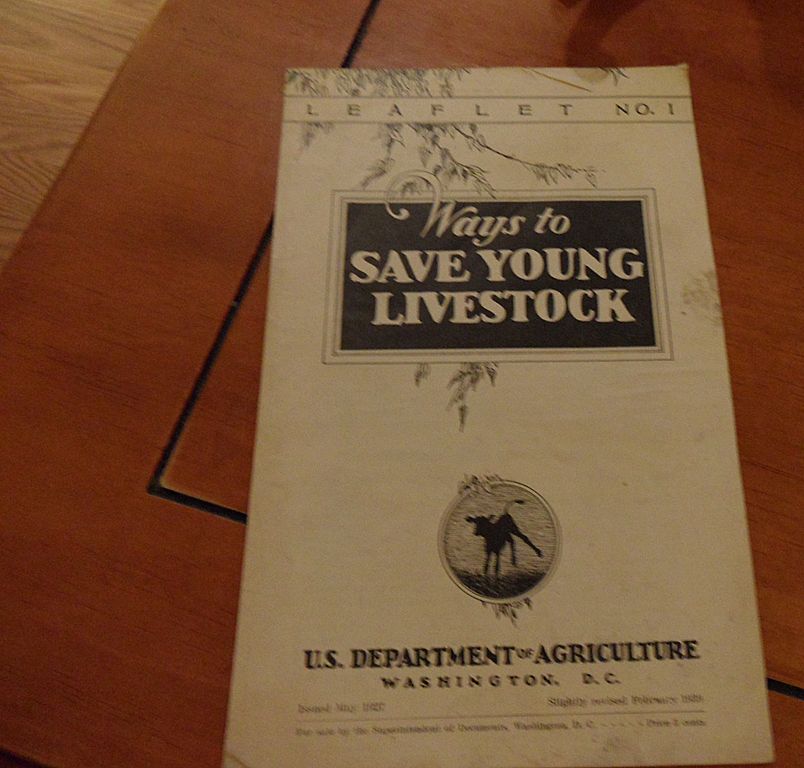 LEAFLET NO. 1
Ways to
SAVE YOUNG
LIVESTOCK
U.S. DEPARTMENT OF AGRICULTURE
WASHINGTON, D.C.
Issued May Slightly revised February
For sale by the Superintendent of Documents, Washington, D. C. - - - - - Price 5 cents